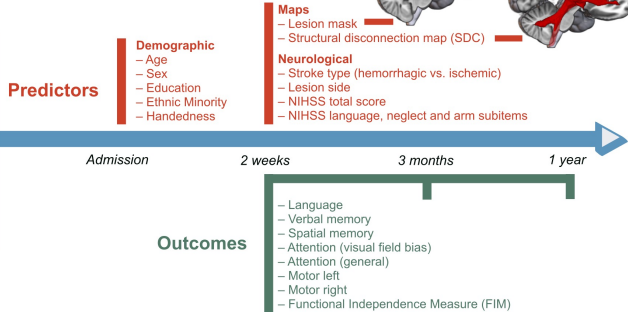 Maps
– Lesion mask
– Structural disconnection map (SDC)
Demographic
– Age
– Sex
– Education
– Ethnic Minority
– Handedness
Neurological
– Stroke type (hemorrhagic vs. ischemic)
– Lesion side
– NIHSS total score
– NIHSS language, neglect and arm subitems
Predictors
Admission
2 weeks
3 months
1 year
Outcomes
– Language
– Verbal memory
– Spatial memory
– Attention (visual field bias)
– Attention (general)
– Motor left
– Motor right
– Functional Independence Measure (FIM)